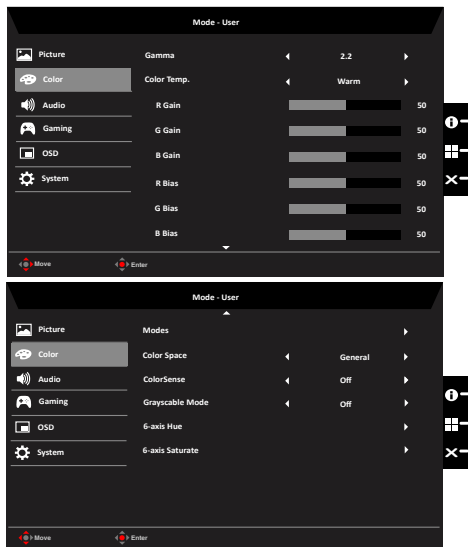 Mode - User
Picture
Gamma 2.2
Color
Color Temp. Warm
Audio
R Gain 50
Gaming
G Gain 50
OSD
B Gain 50
System
R Bias 50
G Bias 50
B Bias 50
Move Enter
Mode - User
Picture
Modes
Color
Color Space General
Audio
ColorSense Off
Gaming
Grayscable Mode Off
OSD
6-axis Hue
System
6-axis Saturate
Move Enter